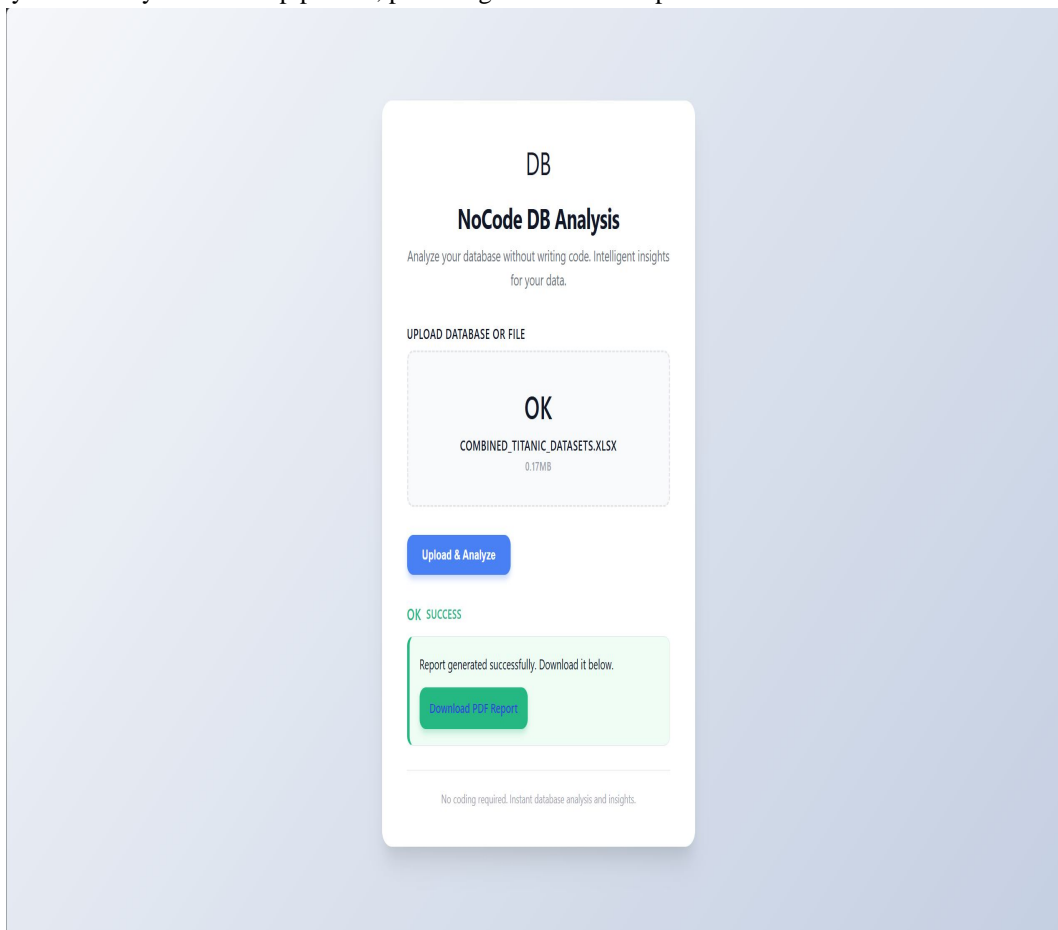 DB
NoCode DB Analysis
Analyze your database without writing code. Intelligent insights
for your data.
UPLOAD DATABASE OR FILE
OK
COMBINED_TITANIC_DATASETS.XLSX
0.17MB
Upload & Analyze
OK SUCCESS
Report generated successfully. Download it below.
Download PDF Report
No coding required. Instant database analysis and insights.